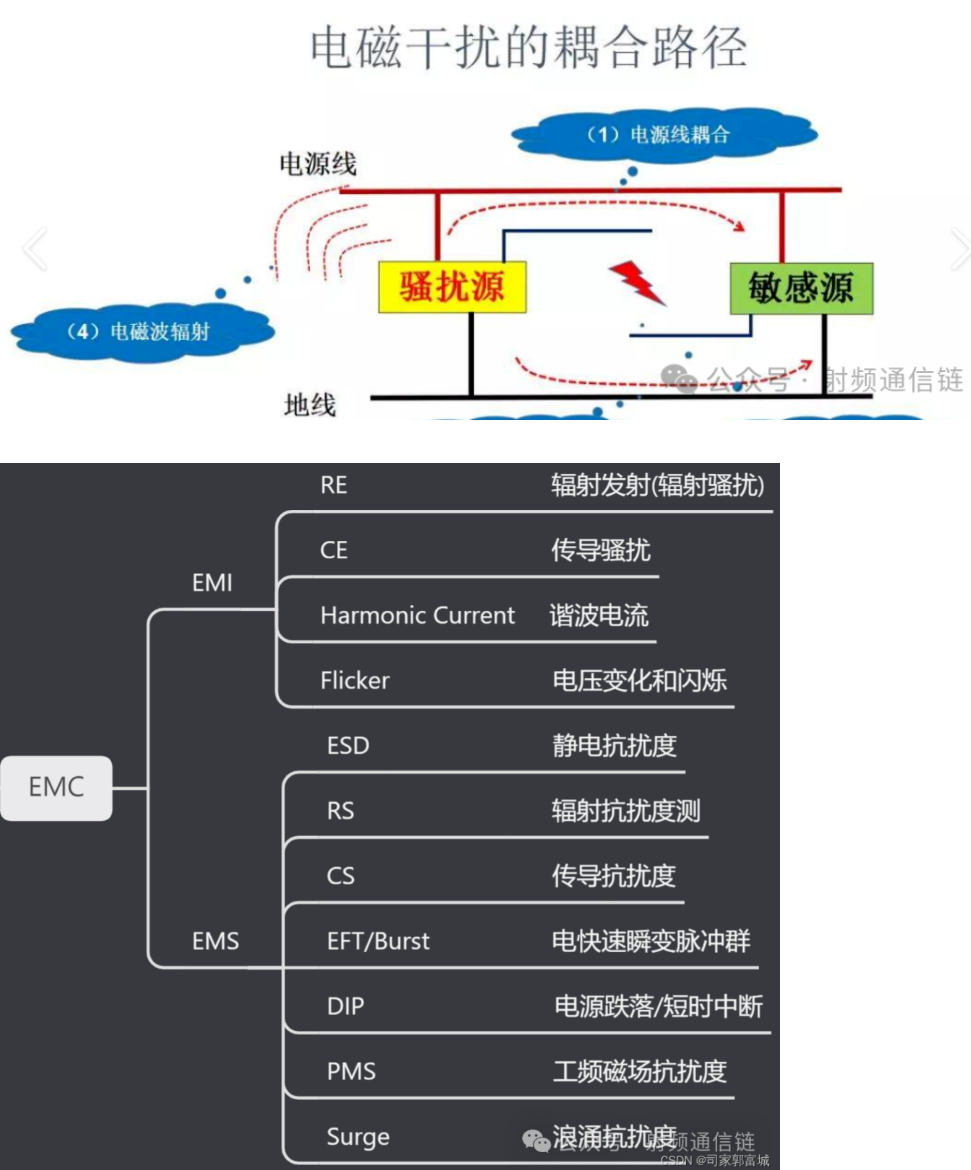 电磁干扰的耦合路径
（1）电源线耦合
电源线
骚扰源
敏感源
（4）电磁波辐射
公众号 · 射频通信链
地线
RE 辐射发射(辐射骚扰)
CE 传导骚扰
EMI
Harmonic Current 谐波电流
Flicker 电压变化和闪烁
ESD 静电抗扰度
EMC
RS 辐射抗扰度测
CS 传导抗扰度
EMS
EFT/Burst 电快速瞬变脉冲群
DIP 电源跌落/短时中断
PMS 工频磁场抗扰度
Surge 浪涌抗扰度
公众号 · 射频通信链
CSDN @司家郭富城